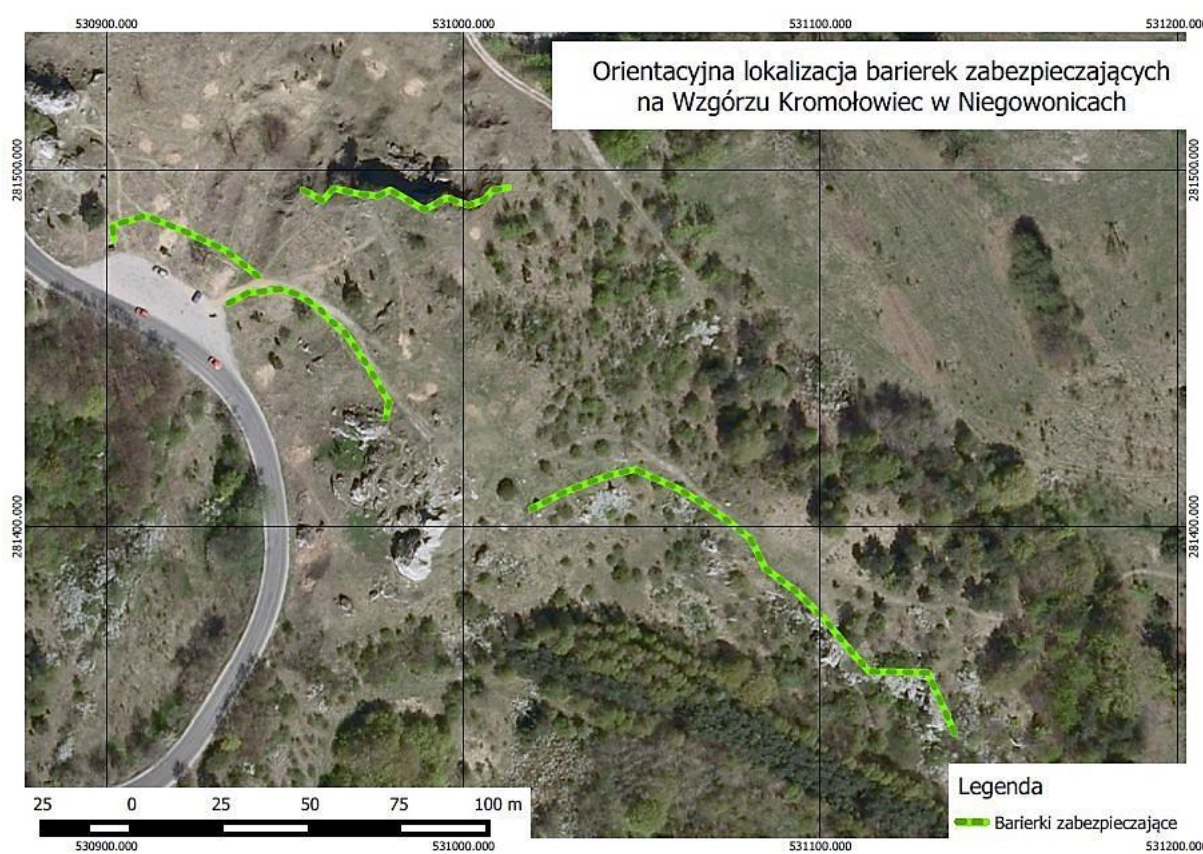 530900.000 531000.000 531100.000 531200.000
Orientacyjna lokalizacja barierek zabezpieczających
na Wzgórzu Kromołowiec w Niegowonicach
281500.000 281500.000
281400.000 281400.000
Legenda
Barierki zabezpieczające
25 0 25 50 75 100 m
530900.000 531000.000 531100.000 531200.000